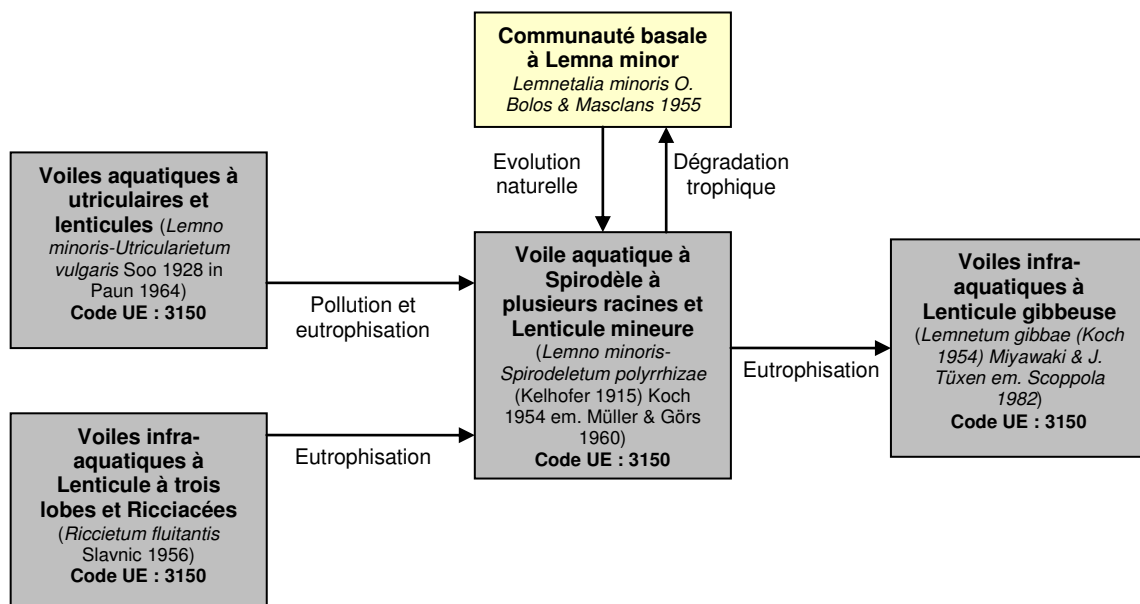 Communauté basale
à Lemna minor
Lemnetalia minoris O.
Bolos & Masclans 1955
Evolution
naturelle
Dégradation
trophique
Voiles aquatiques à
utriculaires et
lenticules (Lemno
minoris-Utricularietum
vulgaris Soo 1928 in
Paun 1964)
Code UE : 3150
Pollution et
eutrophisation
Voiles infra-
aquatiques à
Lenticule à trois
lobes et Ricciacées
(Riccietum fluitantis
Slavnic 1956)
Code UE : 3150
Eutrophisation
Voile aquatique à
Spirodèle à
plusieurs racines et
Lenticule mineure
(Lemno minoris-
Spirodeletum polyrrhizae
(Kelhofer 1915) Koch
1954 em. Müller & Görs
1960)
Code UE : 3150
Eutrophisation
Voiles infra-
aquatiques à
Lenticule gibbeuse
(Lemnetum gibbae (Koch
1954) Miyawaki & J.
Tüxen em. Scoppola
1982)
Code UE : 3150